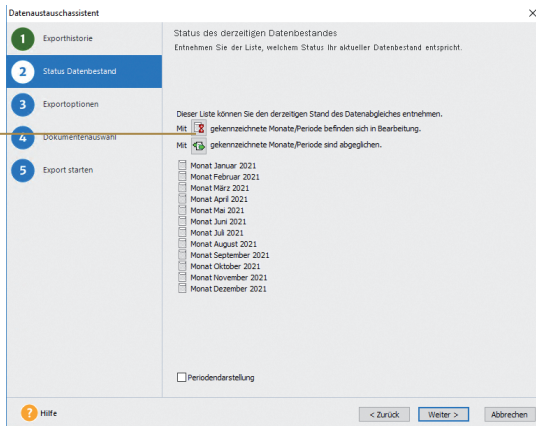 Datenaustauschassistent
1 Exporthistorie
2 Status Datenbestand
3 Exportoptionen
4 Dokumentenauswahl
5 Export starten
Status des derzeitigen Datenbestandes
Entnehmen Sie der Liste, welchem Status Ihr aktueller Datenbestand entspricht.
Dieser Liste können Sie den derzeitigen Stand des Datenabgleiches entnehmen.
Mit gekennzeichnete Monate/Periode befinden sich in Bearbeitung.
Mit gekennzeichnete Monate/Periode sind abgeglichen.
Monat Januar 2021
Monat Februar 2021
Monat März 2021
Monat April 2021
Monat Mai 2021
Monat Juni 2021
Monat Juli 2021
Monat August 2021
Monat September 2021
Monat Oktober 2021
Monat November 2021
Monat Dezember 2021
Periodendarstellung
? Hilfe
< Zurück Weiter > Abbrechen